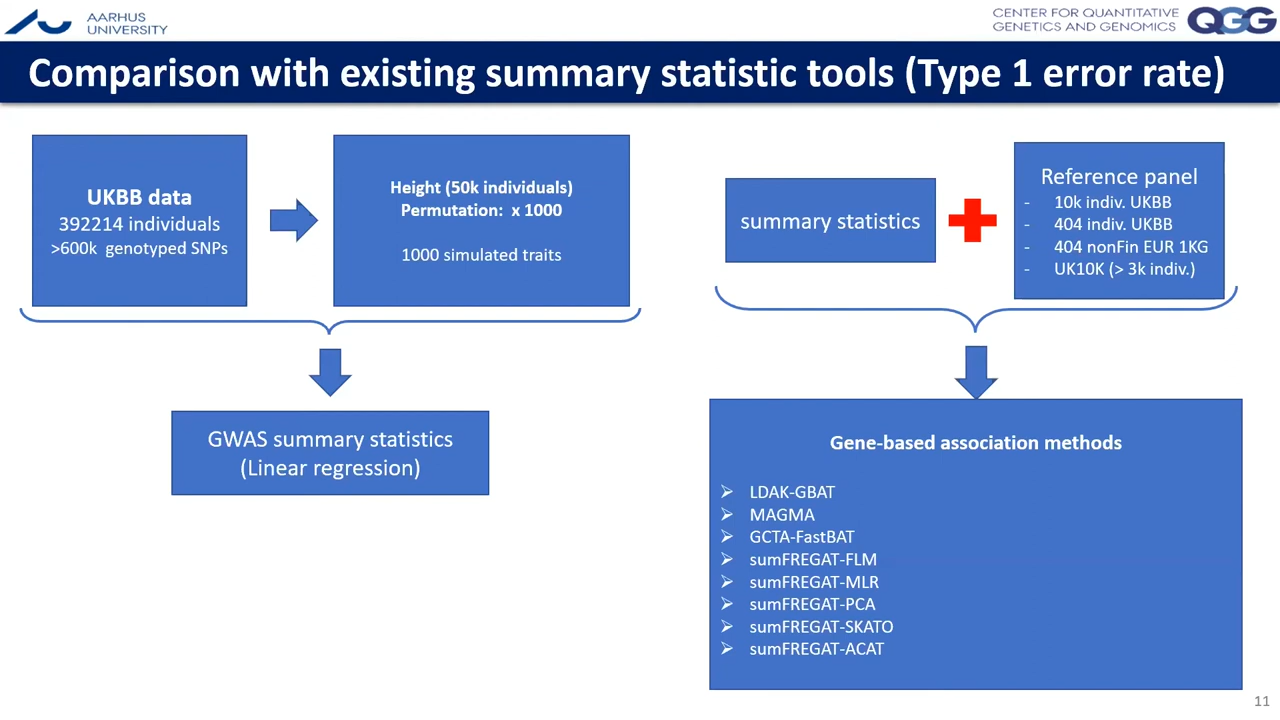 AARHUS
UNIVERSITY
CENTER FOR QUANTITATIVE
GENETICS AND GENOMICS
QGG
Comparison with existing summary statistic tools (Type 1 error rate)
UKBB data
392214 individuals
>600k genotyped SNPs
Height (50k individuals)
Permutation: x 1000
1000 simulated traits
GWAS summary statistics
(Linear regression)
summary statistics
Reference panel
- 10k indiv. UKBB
- 404 indiv. UKBB
- 404 nonFin EUR 1KG
- UK10K (> 3k indiv.)
Gene-based association methods
➢ LDAK-GBAT
➢ MAGMA
➢ GCTA-FastBAT
➢ sumFREGAT-FLM
➢ sumFREGAT-MLR
➢ sumFREGAT-PCA
➢ sumFREGAT-SKATO
➢ sumFREGAT-ACAT
11